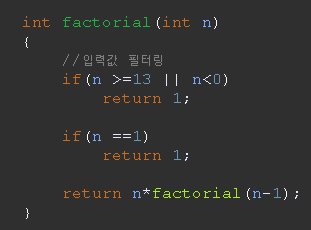 int factorial(int n)
{
    //입력값 필터링
    if(n >=13 || n<0)
        return 1;

    if(n ==1)
        return 1;

    return n*factorial(n-1);
}